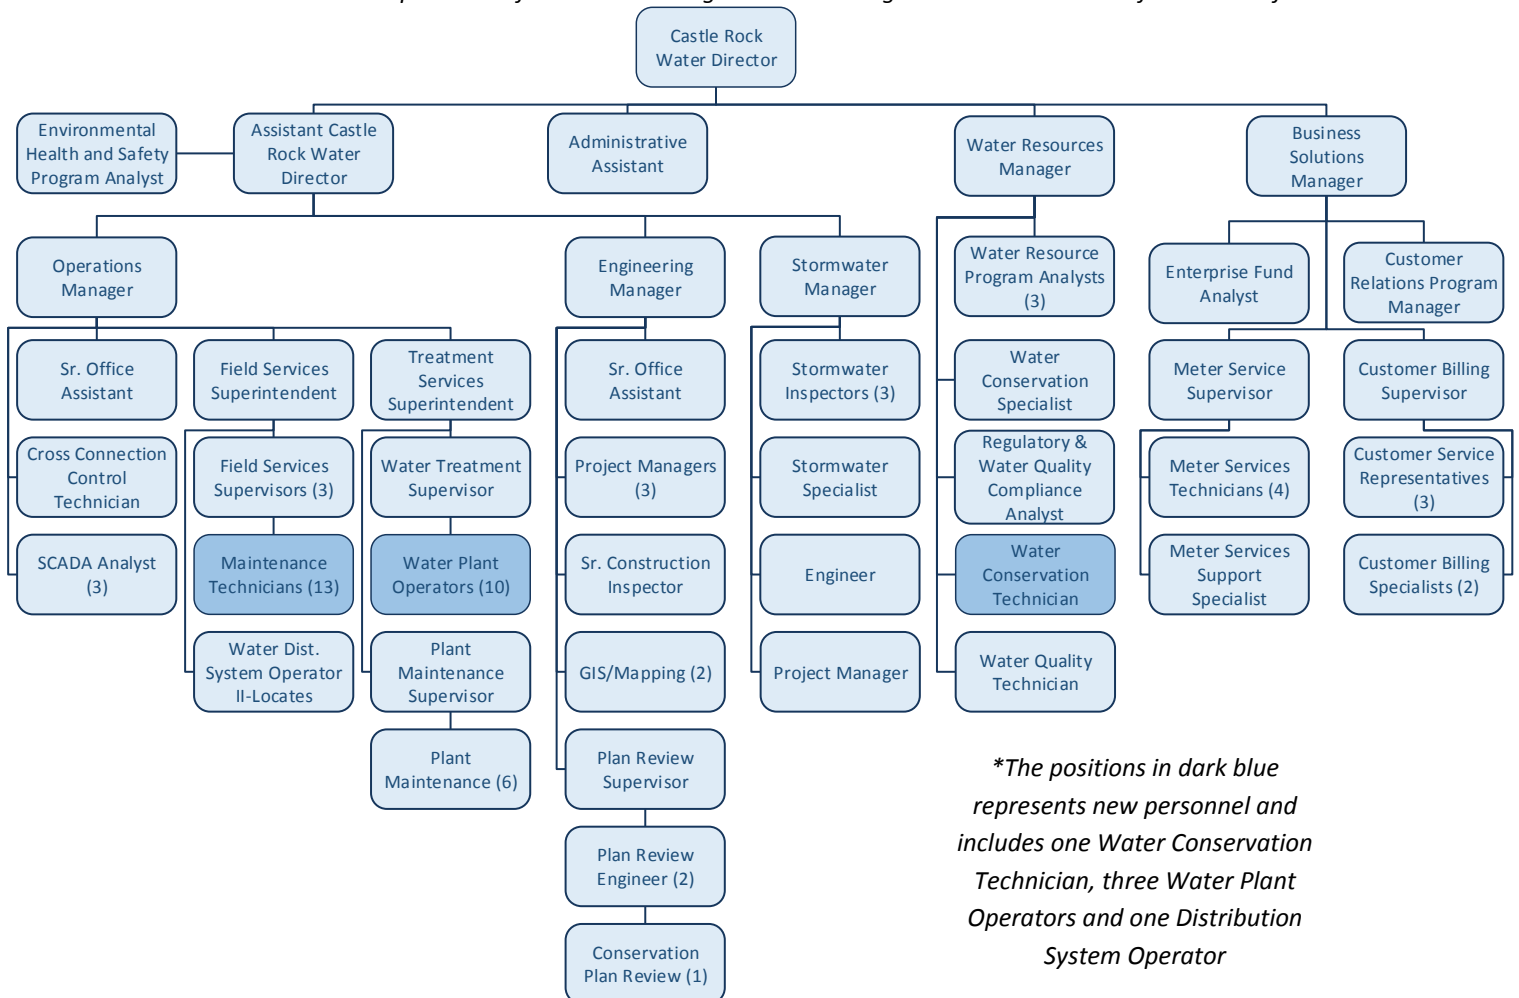 Castle Rock
Water Director
Environmental
Health and Safety
Program Analyst
Assistant Castle
Rock Water
Director
Administrative
Assistant
Water Resources
Manager
Business
Solutions
Manager
Operations
Manager
Engineering
Manager
Stormwater
Manager
Water Resource
Program Analysts
(3)
Enterprise Fund
Analyst
Customer
Relations Program
Manager
Sr. Office
Assistant
Field Services
Superintendent
Treatment
Services
Superintendent
Sr. Office
Assistant
Stormwater
Inspectors (3)
Water
Conservation
Specialist
Meter Service
Supervisor
Customer Billing
Supervisor
Cross Connection
Control
Technician
Field Services
Supervisors (3)
Water Treatment
Supervisor
Project Managers
(3)
Stormwater
Specialist
Regulatory &
Water Quality
Compliance
Analyst
Meter Services
Technicians (4)
Customer Service
Representatives
(3)
SCADA Analyst
(3)
Maintenance
Technicians (13)
Water Plant
Operators (10)
Sr. Construction
Inspector
Engineer
Water
Conservation
Technician
Meter Services
Support
Specialist
Customer Billing
Specialists (2)
Water Dist.
System Operator
II-Locates
Plant
Maintenance
Supervisor
GIS/Mapping (2)
Project Manager
Water Quality
Technician
Plant
Maintenance (6)
Plan Review
Supervisor
Plan Review
Engineer (2)
Conservation
Plan Review (1)
*The positions in dark blue
represents new personnel and
includes one Water Conservation
Technician, three Water Plant
Operators and one Distribution
System Operator